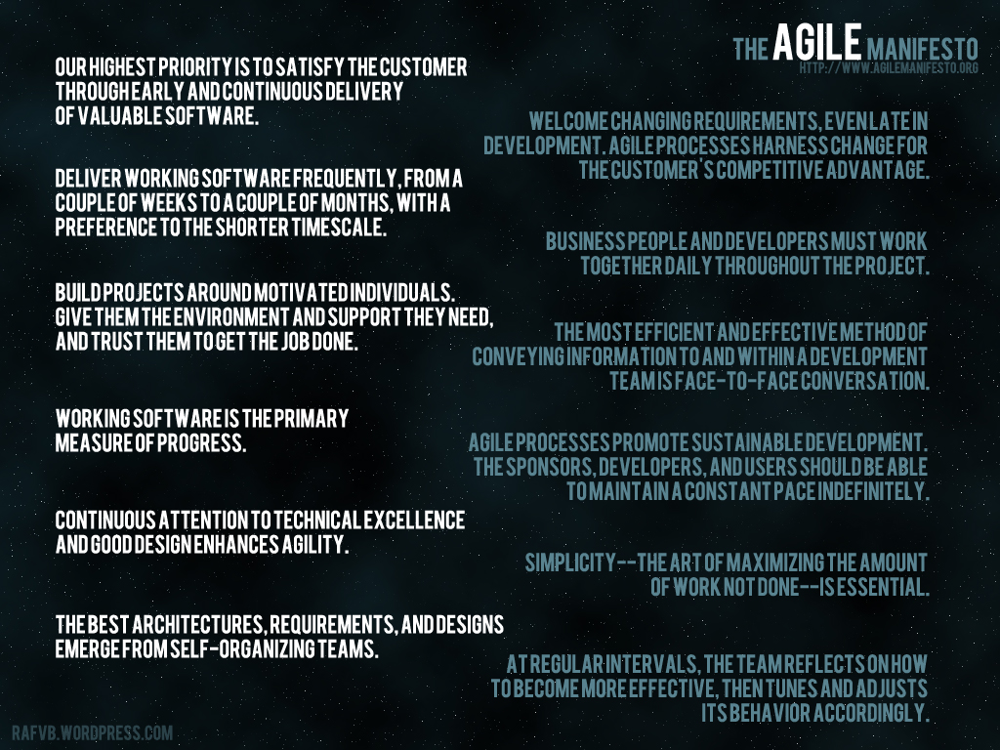 THE AGILE MANIFESTO
HTTP://WWW.AGILEMANIFESTO.ORG
OUR HIGHEST PRIORITY IS TO SATISFY THE CUSTOMER
THROUGH EARLY AND CONTINUOUS DELIVERY
OF VALUABLE SOFTWARE.
WELCOME CHANGING REQUIREMENTS, EVEN LATE IN
DEVELOPMENT. AGILE PROCESSES HARNESS CHANGE FOR
THE CUSTOMER'S COMPETITIVE ADVANTAGE.
DELIVER WORKING SOFTWARE FREQUENTLY, FROM A
COUPLE OF WEEKS TO A COUPLE OF MONTHS, WITH A
PREFERENCE TO THE SHORTER TIMESCALE.
BUSINESS PEOPLE AND DEVELOPERS MUST WORK
TOGETHER DAILY THROUGHOUT THE PROJECT.
BUILD PROJECTS AROUND MOTIVATED INDIVIDUALS.
GIVE THEM THE ENVIRONMENT AND SUPPORT THEY NEED,
AND TRUST THEM TO GET THE JOB DONE.
THE MOST EFFICIENT AND EFFECTIVE METHOD OF
CONVEYING INFORMATION TO AND WITHIN A DEVELOPMENT
TEAM IS FACE-TO-FACE CONVERSATION.
WORKING SOFTWARE IS THE PRIMARY
MEASURE OF PROGRESS.
AGILE PROCESSES PROMOTE SUSTAINABLE DEVELOPMENT.
THE SPONSORS, DEVELOPERS, AND USERS SHOULD BE ABLE
TO MAINTAIN A CONSTANT PACE INDEFINITELY.
CONTINUOUS ATTENTION TO TECHNICAL EXCELLENCE
AND GOOD DESIGN ENHANCES AGILITY.
SIMPLICITY--THE ART OF MAXIMIZING THE AMOUNT
OF WORK NOT DONE--IS ESSENTIAL.
THE BEST ARCHITECTURES, REQUIREMENTS, AND DESIGNS
EMERGE FROM SELF-ORGANIZING TEAMS.
AT REGULAR INTERVALS, THE TEAM REFLECTS ON HOW
TO BECOME MORE EFFECTIVE, THEN TUNES AND ADJUSTS
ITS BEHAVIOR ACCORDINGLY.
RAFVB.WORDPRESS.COM